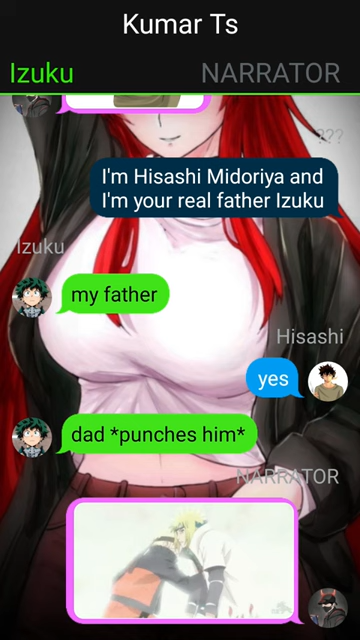 Kumar Ts
Izuku
NARRATOR
???
I'm Hisashi Midoriya and
I'm your real father Izuku
Izuku
my father
Hisashi
yes
dad *punches him*
NARRATOR